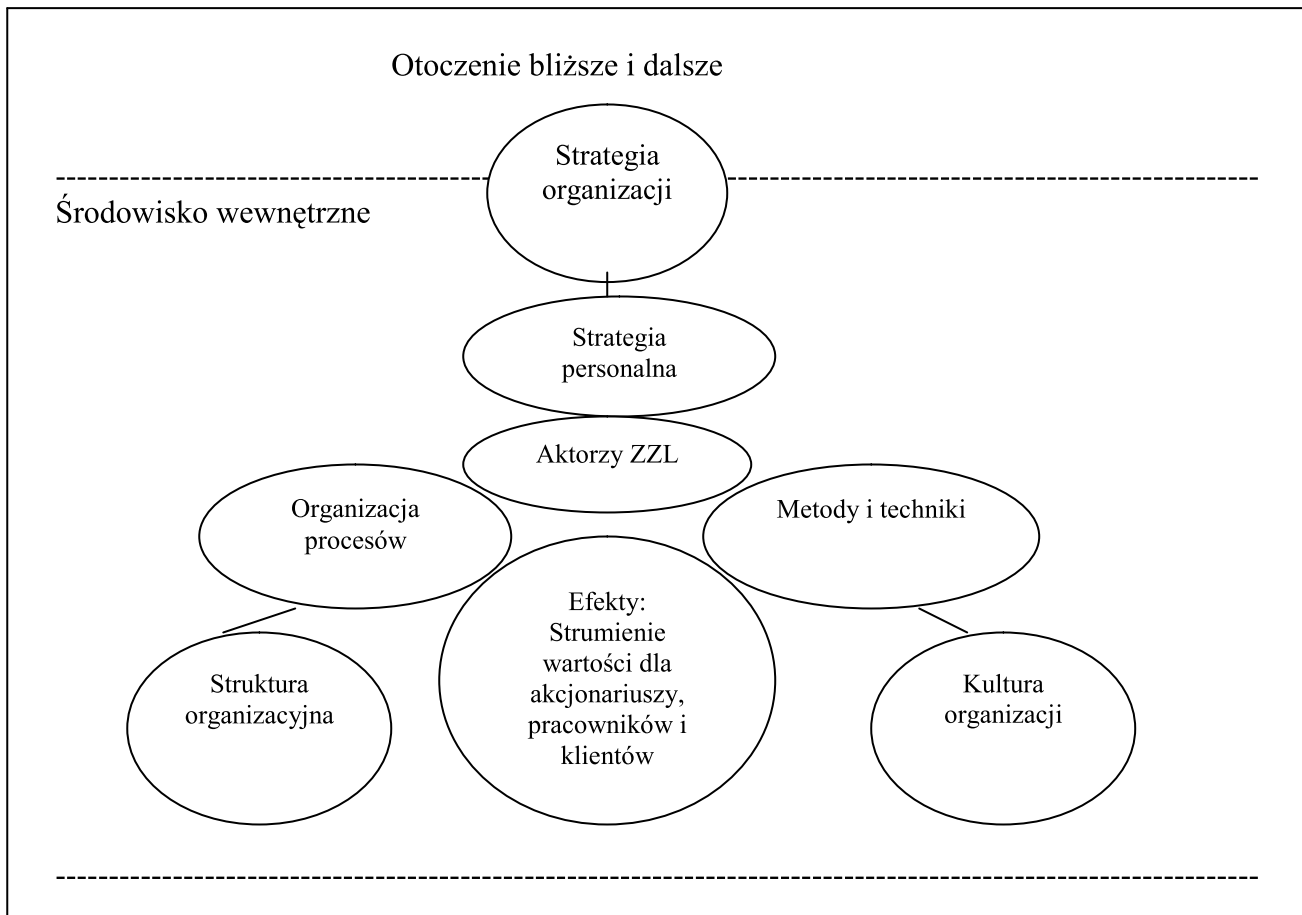 Otoczenie bliższe i dalsze
Strategia
organizacji
Środowisko wewnętrzne
Strategia
personalna
Aktorzy ZZL
Organizacja
procesów
Metody i techniki
Efekty:
Strumienie
wartości dla
akcjonariuszy,
pracowników i
klientów
Struktura
organizacyjna
Kultura
organizacji